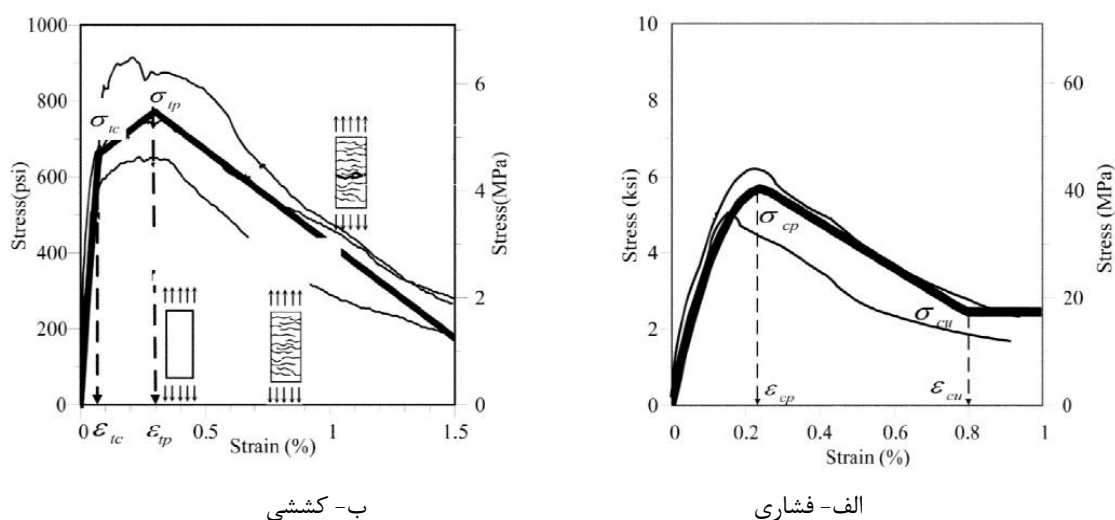 1000
800
600
400
200
0
Stress(psi)
σtc
σtp
6
4
2
0
Stress(MPa)
0
0.5
1.0
1.5
εtc
εtp
Strain (%)
ب- کششی
10
8
6
4
2
0
Stress (ksi)
σcp
σcu
εcp
εcu
60
40
20
0
Stress (MPa)
0
0.2
0.4
0.6
0.8
1
Strain (%)
الف- فشاری